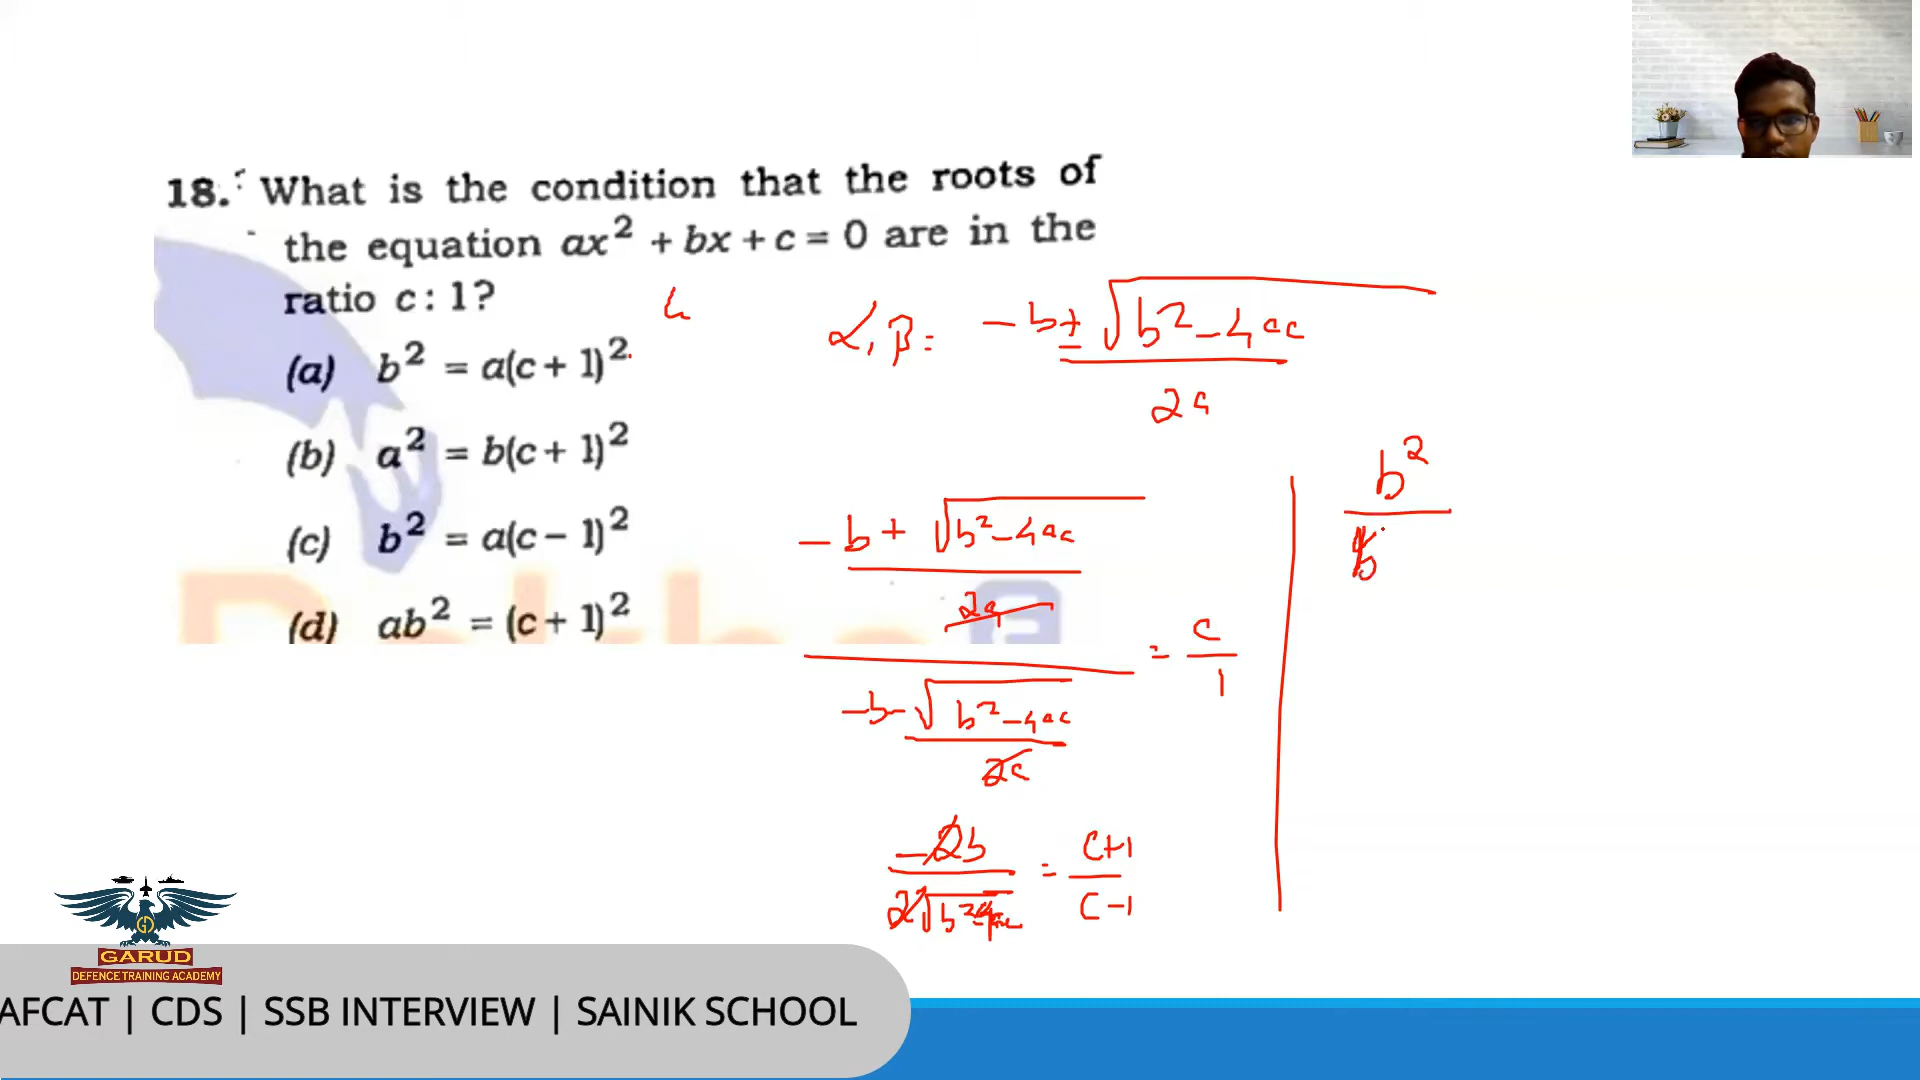 18. What is the condition that the roots of
the equation ax² + bx + c = 0 are in the
ratio c : 1?
(a) b² = a(c + 1)²
(b) a² = b(c + 1)²
(c) b² = a(c − 1)²
(d) ab² = (c + 1)²
α, β = −b ± √(b² − 4ac) / 2a
−b + √(b² − 4ac) / 2a
= c / 1
−b − √(b² − 4ac) / 2a
−2b / 2√(b² − 4ac) = c+1 / c−1
b²
b
GARUD
DEFENCE TRAINING ACADEMY
AFCAT | CDS | SSB INTERVIEW | SAINIK SCHOOL